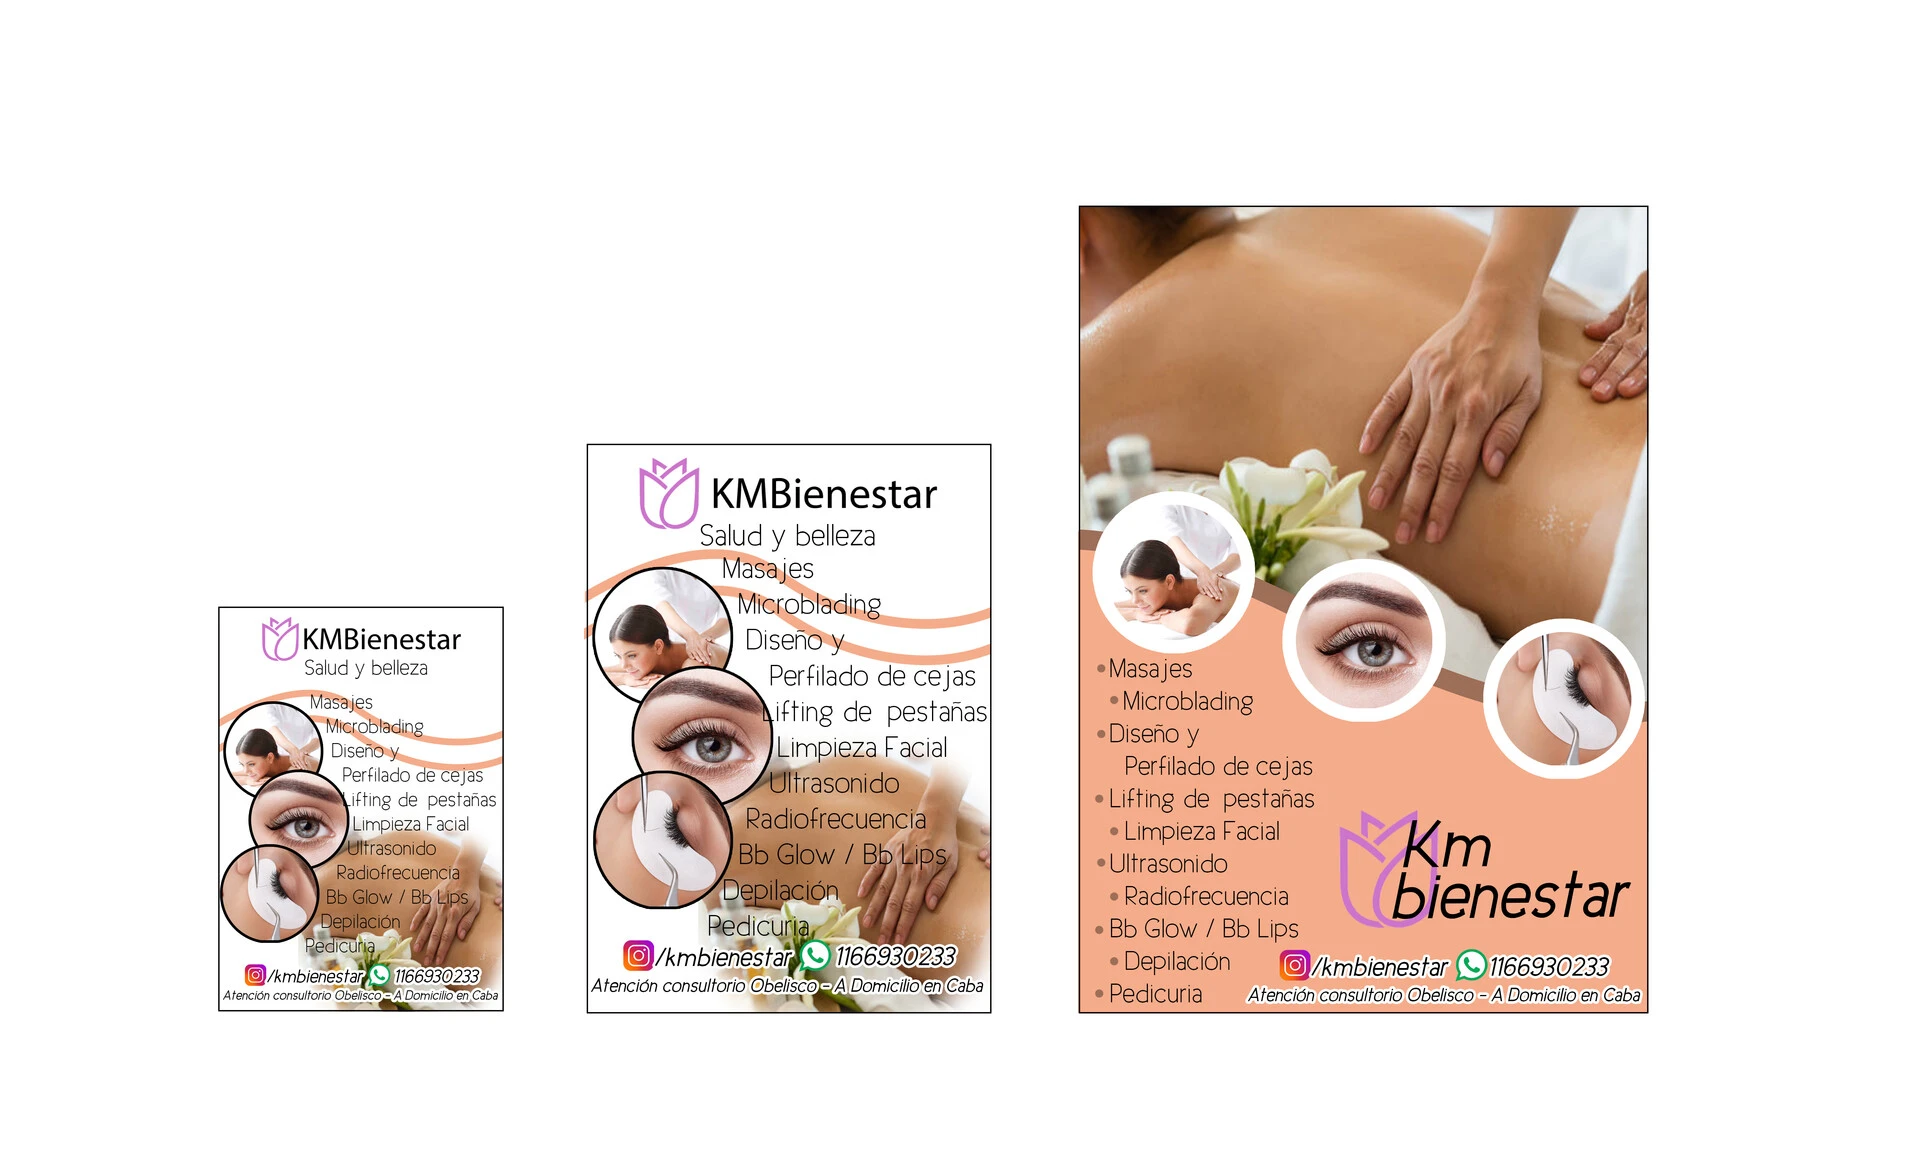 KMBienestar
Salud y belleza
Masajes
Microblading
Diseño y
Perfilado de cejas
Lifting de pestañas
Limpieza Facial
Ultrasonido
Radiofrecuencia
Bb Glow / Bb Lips
Depilación
Pedicuria
/kmbienestar 1166930233
Atención consultorio Obelisco - A Domicilio en Caba
KMBienestar
Salud y belleza
Masajes
Microblading
Diseño y
Perfilado de cejas
Lifting de pestañas
Limpieza Facial
Ultrasonido
Radiofrecuencia
Bb Glow / Bb Lips
Depilación
Pedicuria
/kmbienestar 1166930233
Atención consultorio Obelisco - A Domicilio en Caba
•Masajes
•Microblading
•Diseño y
Perfilado de cejas
•Lifting de pestañas
•Limpieza Facial
•Ultrasonido
•Radiofrecuencia
•Bb Glow / Bb Lips
•Depilación
•Pedicuria
Km
bienestar
/kmbienestar 1166930233
Atención consultorio Obelisco - A Domicilio en Caba